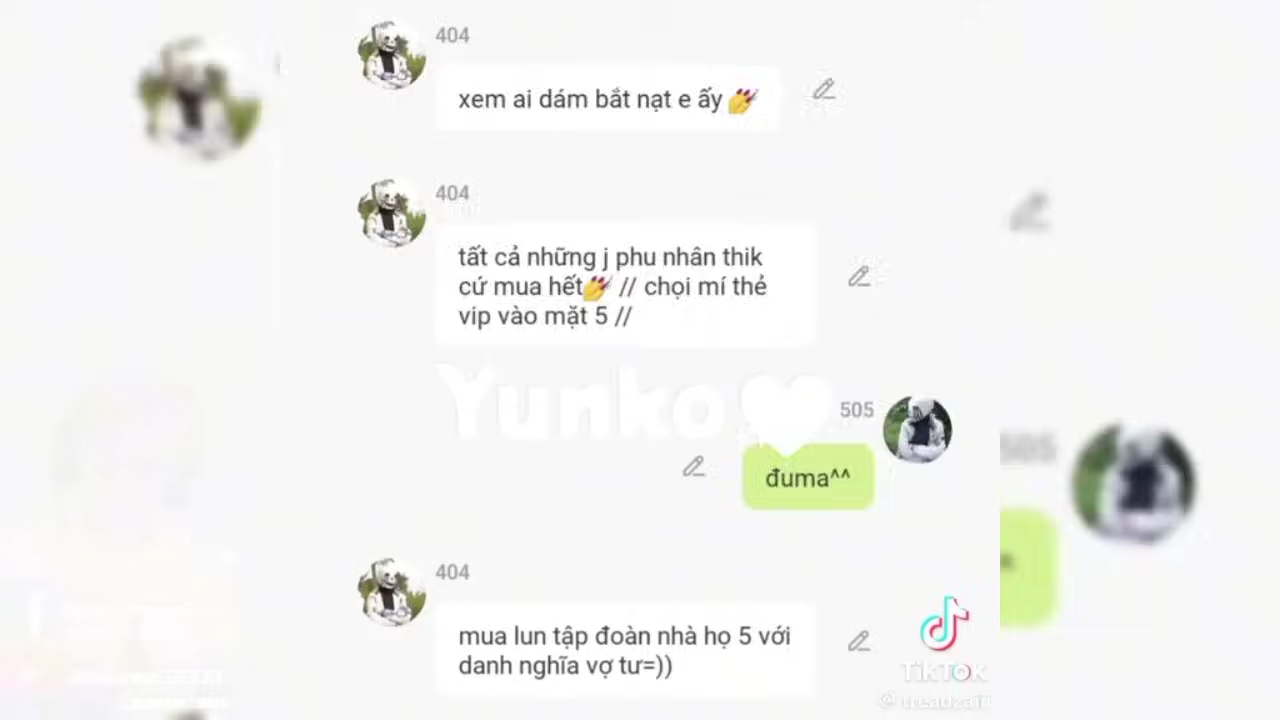 404
xem ai dám bắt nạt e ấy💅
404
tất cả những j phu nhân thik
cứ mua hết💅 // chọi mí thẻ
vip vào mặt 5 //
Yunko
505
505
đuma^^
404
mua lun tập đoàn nhà họ 5 với
danh nghĩa vợ tư=))
TikTok